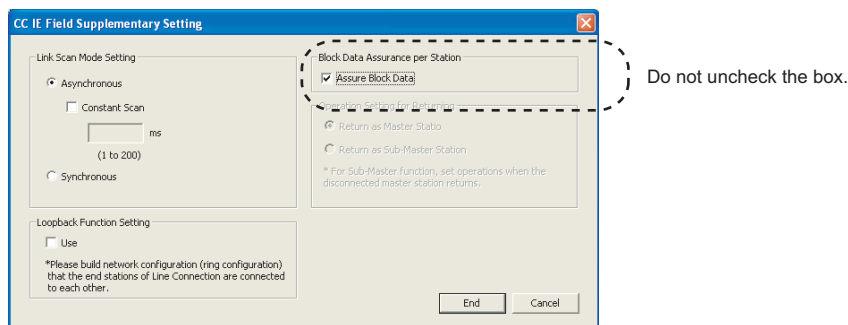 CC IE Field Supplementary Setting
Link Scan Mode Setting
Asynchronous
Constant Scan
ms
(1 to 200)
Synchronous
Loopback Function Setting
Use
*Please build network configuration (ring configuration)
that the end stations of Line Connection are connected
to each other.
Block Data Assurance per Station
Assure Block Data
Operation Setting for Returning
Return as Master Statio
Return as Sub-Master Station
* For Sub-Master function, set operations when the
disconnected master station returns.
End
Cancel
Do not uncheck the box.